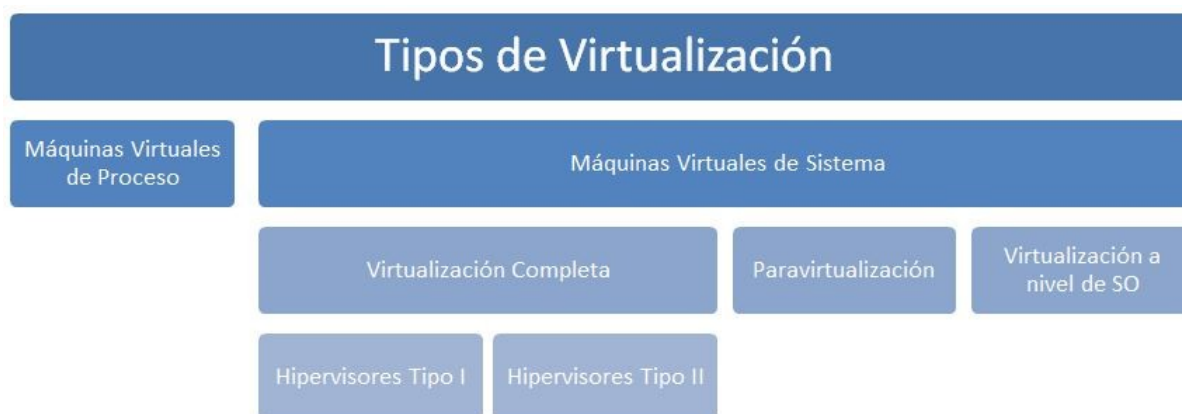 Tipos de Virtualización
Máquinas Virtuales
de Proceso
Máquinas Virtuales de Sistema
Virtualización Completa
Paravirtualización
Virtualización a
nivel de SO
Hipervisores Tipo I
Hipervisores Tipo II